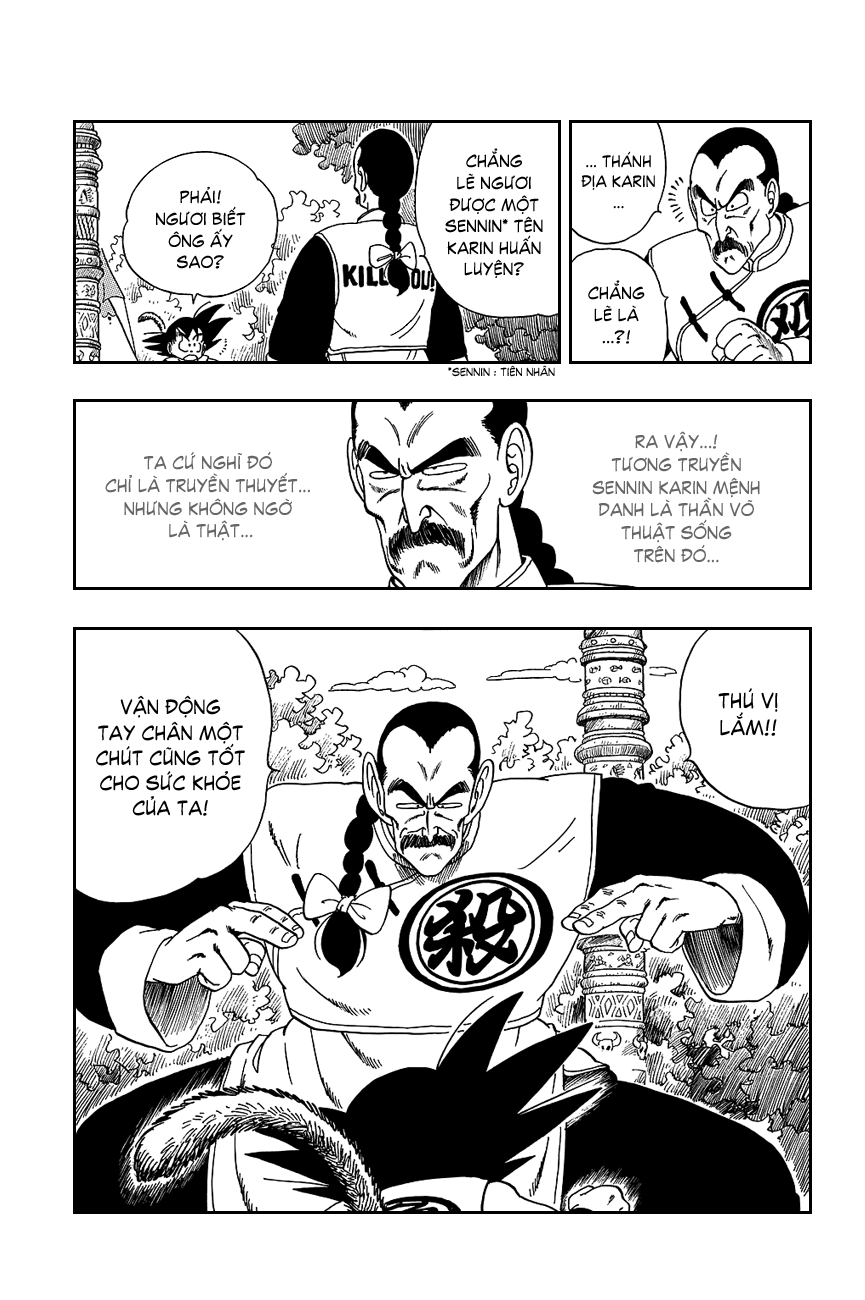 ... THÁNH
ĐỊA KARIN
...
CHẲNG
LẼ LÀ
...?!
CHẲNG
LẼ NGƯƠI
ĐƯỢC MỘT
SENNIN* TÊN
KARIN HUẤN
LUYỆN?
PHẢI!
NGƯƠI BIẾT
ÔNG ẤY
SAO?
KILL OU!
*SENNIN : TIÊN NHÂN
RA VẬY...!
TƯƠNG TRUYỀN
SENNIN KARIN MỆNH
DANH LÀ THẦN VÕ
THUẬT SỐNG
TRÊN ĐÓ...
TA CỨ NGHĨ ĐÓ
CHỈ LÀ TRUYỀN THUYẾT...
NHƯNG KHÔNG NGỜ
LÀ THẬT...
THÚ VỊ
LẮM!!
VẬN ĐỘNG
TAY CHÂN MỘT
CHÚT CŨNG TỐT
CHO SỨC KHỎE
CỦA TA!
殺